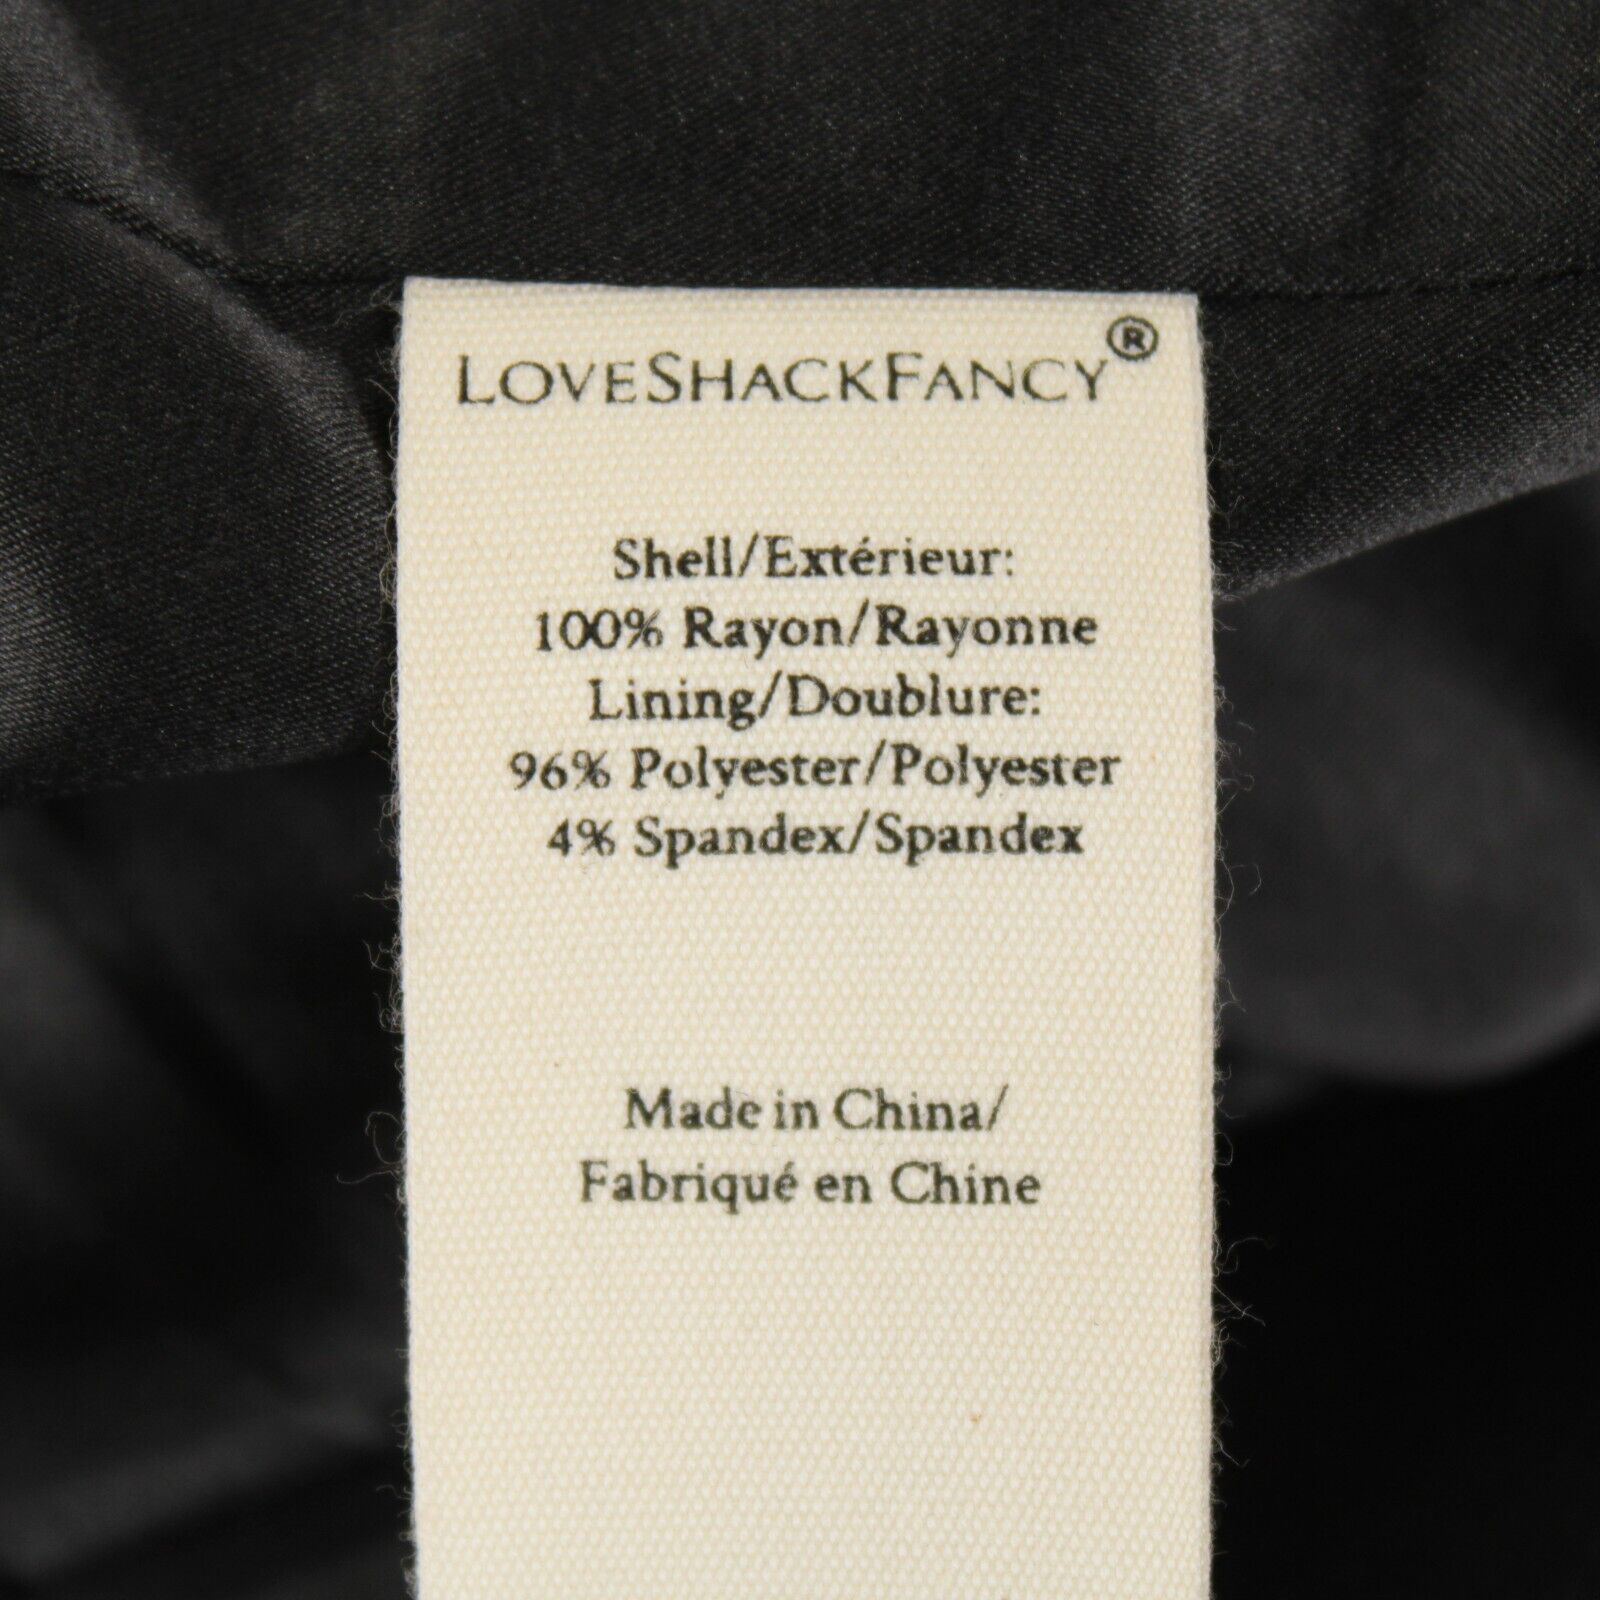 LOVESHACKFANCY®
Shell/Extérieur:
100% Rayon/Rayonne
Lining/Doublure:
96% Polyester/Polyester
4% Spandex/Spandex
Made in China/
Fabriqué en Chine